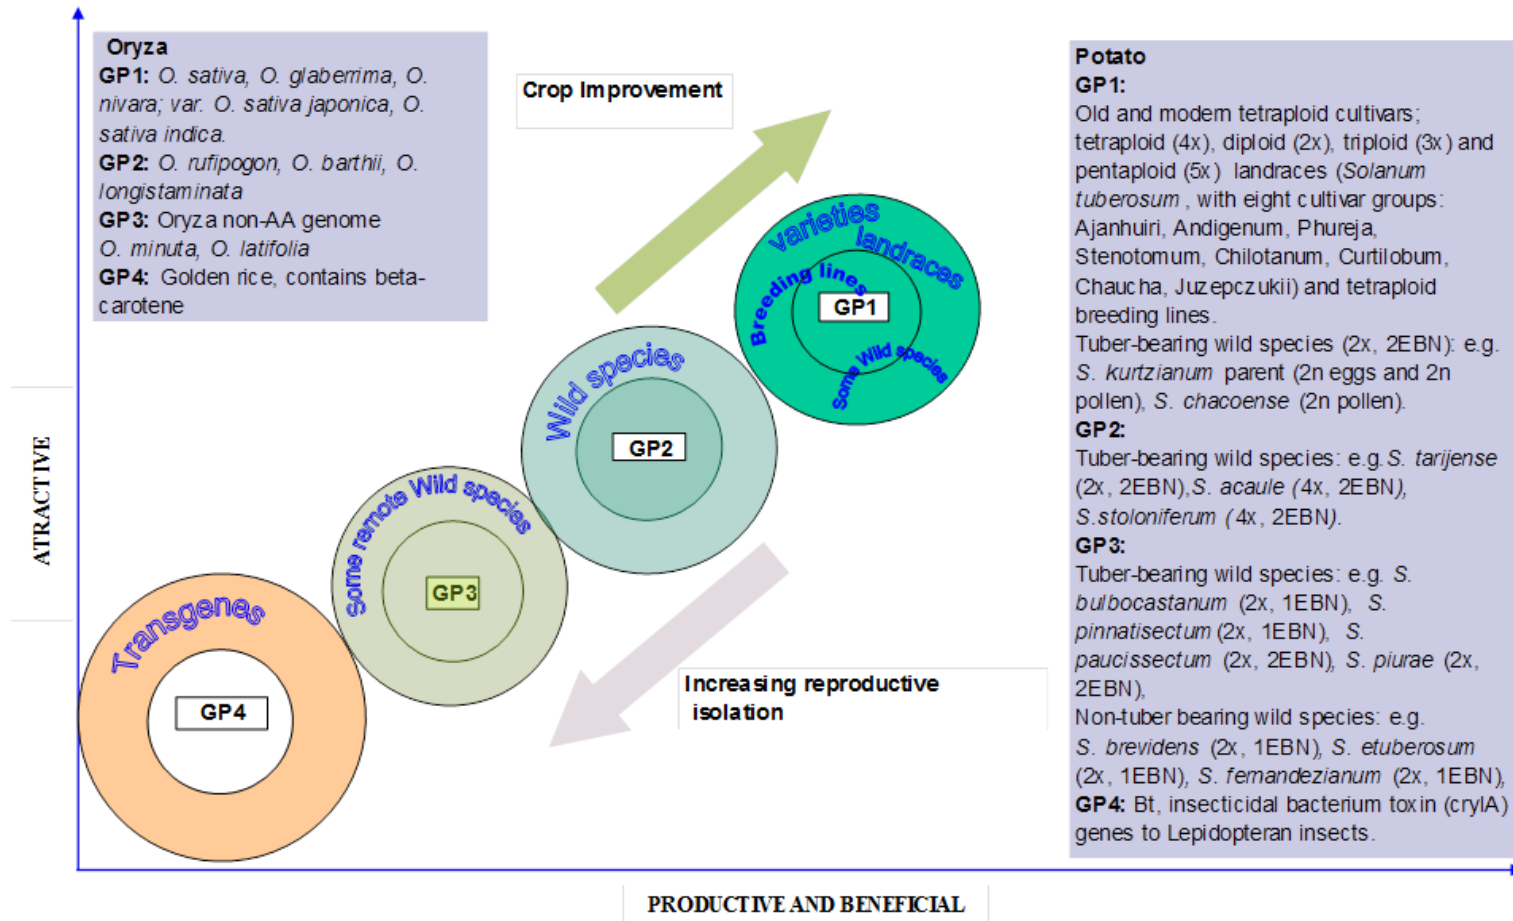 Oryza
GP1: O. sativa, O. glaberrima, O.
nivara; var. O. sativa japonica, O.
sativa indica.
GP2: O. rufipogon, O. barthii, O.
longistaminata
GP3: Oryza non-AA genome
O. minuta, O. latifolia
GP4: Golden rice, contains beta-
carotene
Crop Improvement
Potato
GP1:
Old and modern tetraploid cultivars;
tetraploid (4x), diploid (2x), triploid (3x) and
pentaploid (5x) landraces (Solanum
tuberosum , with eight cultivar groups:
Ajanhuiri, Andigenum, Phureja,
Stenotomum, Chilotanum, Curtilobum,
Chaucha, Juzepczukii) and tetraploid
breeding lines.
Tuber-bearing wild species (2x, 2EBN): e.g.
S. kurtzianum parent (2n eggs and 2n
pollen), S. chacoense (2n pollen).
GP2:
Tuber-bearing wild species: e.g. S. tarijense
(2x, 2EBN),S. acaule (4x, 2EBN),
S.stoloniferum (4x, 2EBN).
GP3:
Tuber-bearing wild species: e.g. S.
bulbocastanum (2x, 1EBN), S.
pinnatisectum (2x, 1EBN), S.
paucissectum (2x, 2EBN), S. piurae (2x,
2EBN),
Non-tuber bearing wild species: e.g.
S. brevidens (2x, 1EBN), S. etuberosum
(2x, 1EBN), S. fernandezianum (2x, 1EBN),
GP4: Bt, insecticidal bacterium toxin (crylA)
genes to Lepidopteran insects.
varieties
landraces
Breeding lines
GP1
Some Wild species
Wild species
GP2
Some remote Wild species
GP3
Transgenes
GP4
Increasing reproductive
isolation
ATRACTIVE
PRODUCTIVE AND BENEFICIAL